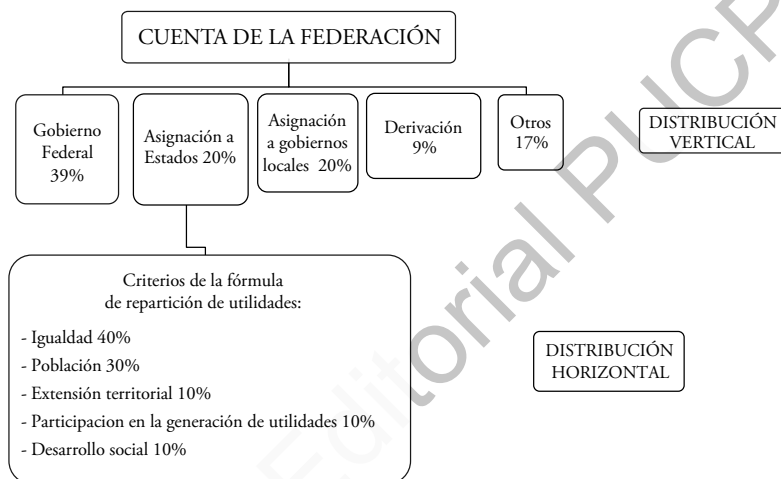 CUENTA DE LA FEDERACIÓN
Gobierno
Federal
39%
Asignación a
Estados 20%
Asignación
a gobiernos
locales 20%
Derivación
9%
Otros
17%
DISTRIBUCIÓN
VERTICAL
Criterios de la fórmula
de repartición de utilidades:
- Igualdad 40%
- Población 30%
- Extensión territorial 10%
- Participacion en la generación de utilidades 10%
- Desarrollo social 10%
DISTRIBUCIÓN
HORIZONTAL
Editorial PUCP